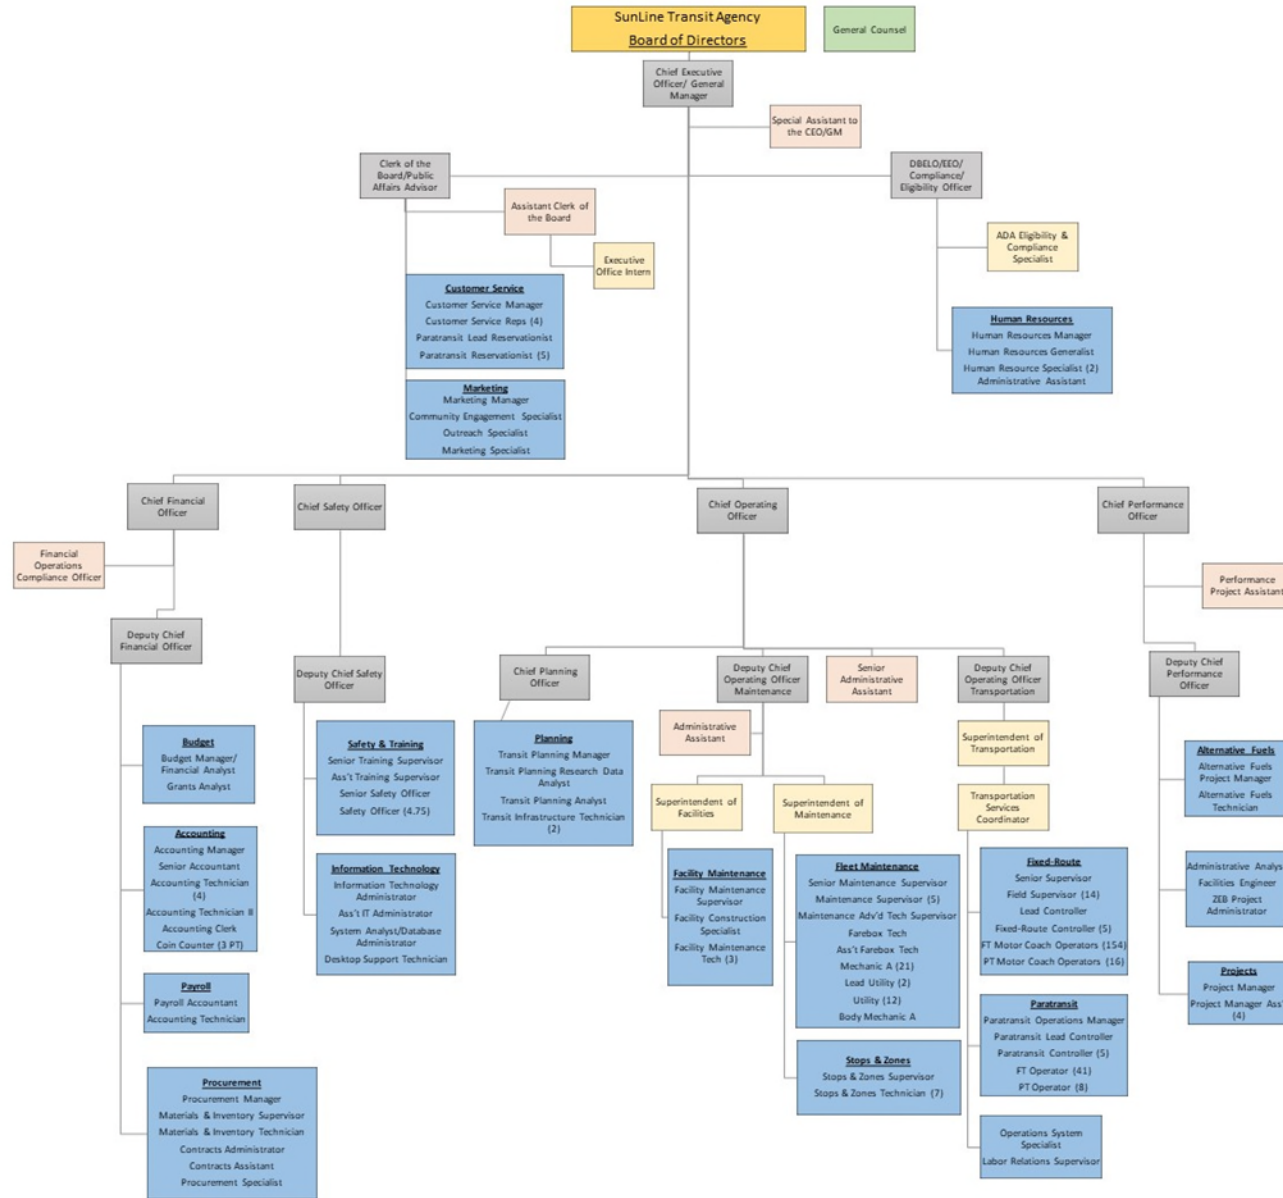 SunLine Transit Agency
Board of Directors
General Counsel
Chief Executive
Officer/ General
Manager
Special Assistant to
the CEO/GM
Clerk of the
Board/Public
Affairs Advisor
DBELO/EEO/
Compliance/
Eligibility Officer
Assistant Clerk of
the Board
Executive
Office Intern
ADA Eligibility &
Compliance
Specialist
Customer Service
Customer Service Manager
Customer Service Reps (4)
Paratransit Lead Reservationist
Paratransit Reservationist (5)
Human Resources
Human Resources Manager
Human Resources Generalist
Human Resource Specialist (2)
Administrative Assistant
Marketing
Marketing Manager
Community Engagement Specialist
Outreach Specialist
Marketing Specialist
Chief Financial
Officer
Chief Safety Officer
Chief Operating
Officer
Chief Performance
Officer
Financial
Operations
Compliance Officer
Performance
Project Assistant
Deputy Chief
Financial Officer
Deputy Chief Safety
Officer
Chief Planning
Officer
Deputy Chief
Operating Officer
Maintenance
Senior
Administrative
Assistant
Deputy Chief
Operating Officer
Transportation
Deputy Chief
Performance
Officer
Administrative
Assistant
Superintendent of
Transportation
Budget
Budget Manager/
Financial Analyst
Grants Analyst
Safety & Training
Senior Training Supervisor
Ass't Training Supervisor
Senior Safety Officer
Safety Officer (4.75)
Planning
Transit Planning Manager
Transit Planning Research Data
Analyst
Transit Planning Analyst
Transit Infrastructure Technician
(2)
Superintendent of
Facilities
Superintendent of
Maintenance
Transportation
Services
Coordinator
Alternative Fuels
Alternative Fuels
Project Manager
Alternative Fuels
Technician
Accounting
Accounting Manager
Senior Accountant
Accounting Technician
(4)
Accounting Technician II
Accounting Clerk
Coin Counter (3 PT)
Information Technology
Information Technology
Administrator
Ass't IT Administrator
System Analyst/Database
Administrator
Desktop Support Technician
Facility Maintenance
Facility Maintenance
Supervisor
Facility Construction
Specialist
Facility Maintenance
Tech (3)
Fleet Maintenance
Senior Maintenance Supervisor
Maintenance Supervisor (5)
Maintenance Adv'd Tech Supervisor
Farebox Tech
Ass't Farebox Tech
Mechanic A (21)
Lead Utility (2)
Utility (12)
Body Mechanic A
Fixed-Route
Senior Supervisor
Field Supervisor (14)
Lead Controller
Fixed-Route Controller (5)
FT Motor Coach Operators (154)
PT Motor Coach Operators (16)
Administrative Analyst
Facilities Engineer
ZEB Project
Administrator
Payroll
Payroll Accountant
Accounting Technician
Projects
Project Manager
Project Manager Ass't
(4)
Paratransit
Paratransit Operations Manager
Paratransit Lead Controller
Paratransit Controller (5)
FT Operator (41)
PT Operator (8)
Stops & Zones
Stops & Zones Supervisor
Stops & Zones Technician (7)
Procurement
Procurement Manager
Materials & Inventory Supervisor
Materials & Inventory Technician
Contracts Administrator
Contracts Assistant
Procurement Specialist
Operations System
Specialist
Labor Relations Supervisor